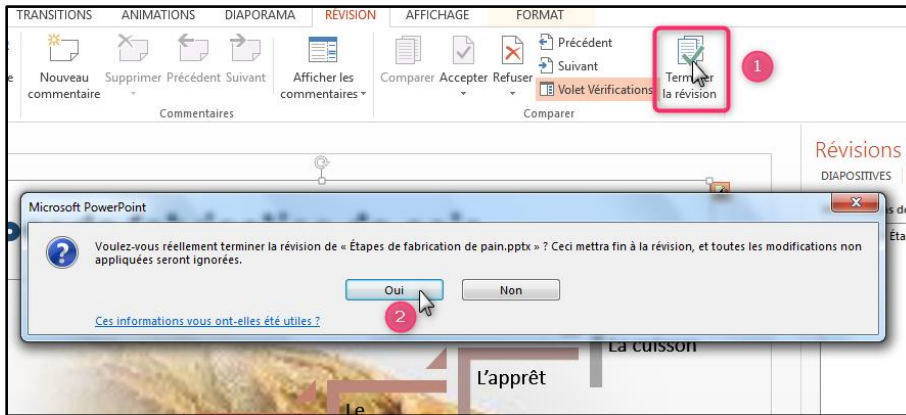 TRANSITIONS ANIMATIONS DIAPORAMA RÉVISION AFFICHAGE FORMAT
Nouveau commentaire
Supprimer Précédent Suivant
Afficher les commentaires
Commentaires
Comparer Accepter Refuser
Précédent
Suivant
Volet Vérifications
Terminer
la révision
Comparer
1
Révisions
DIAPOSITIVES
Microsoft PowerPoint
Voulez-vous réellement terminer la révision de « Étapes de fabrication de pain.pptx » ? Ceci mettra fin à la révision, et toutes les modifications non
appliquées seront ignorées.
Oui Non
2
Ces informations vous ont-elles été utiles ?
La cuisson
L'apprêt
Le